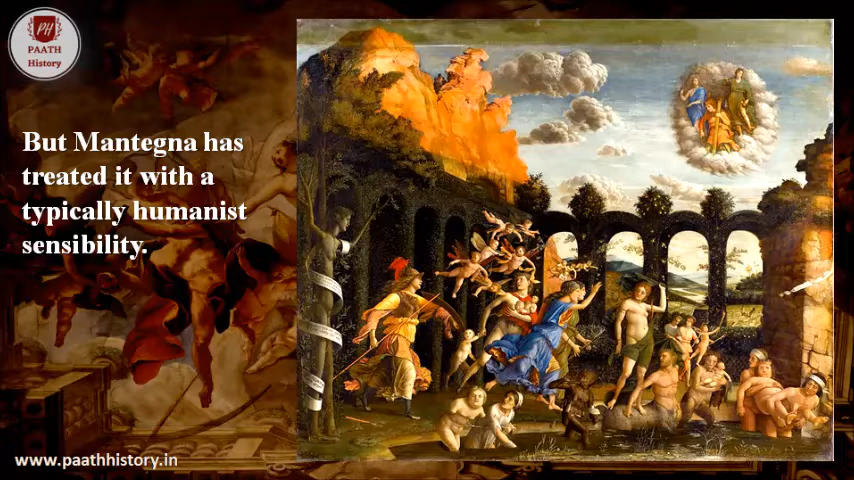 PH
PAATH
History
But Mantegna has
treated it with a
typically humanist
sensibility.
www.paathhistory.in